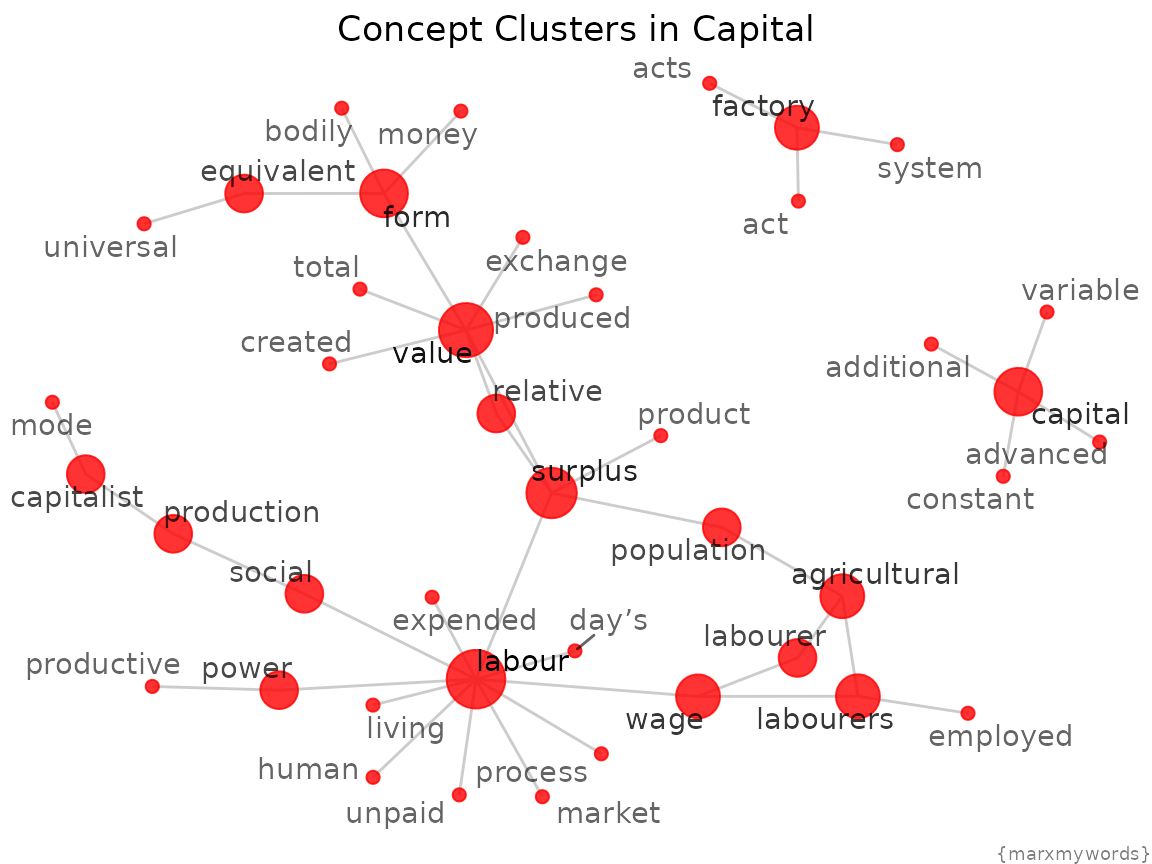 Concept Clusters in Capital
acts
factory
bodily
money
equivalent
system
form
act
universal
exchange
total
variable
produced
created
value
additional
relative
product
capital
mode
advanced
surplus
capitalist
constant
production
population
social
agricultural
expended
day’s
labourer
labour
productive
power
wage
labourers
living
employed
human
process
unpaid
market
{marxmywords}